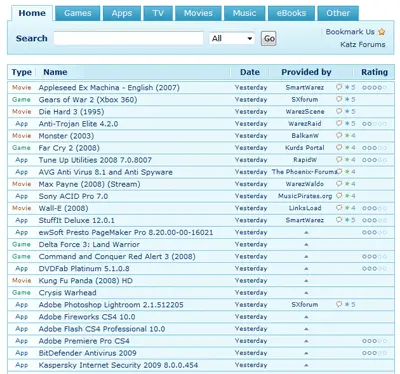 Home Games Apps TV Movies Music eBooks Other
Search All Go Bookmark Us
Katz Forums
Type Name Date Provided by Rating
Movie Appleseed Ex Machina - English (2007) Yesterday SmartWarez 5
Game Gears of War 2 (Xbox 360) Yesterday SXforum 5
Movie Die Hard 3 (1995) Yesterday WarezScene 5
App Anti-Trojan Elite 4.2.0 Yesterday WarezRaid 5
Movie Monster (2003) Yesterday BalkanW 4
Game Far Cry 2 (2008) Yesterday Kurds Portal 4
App Tune Up Utilities 2008 7.0.8007 Yesterday RapidW 4
App AVG Anti Virus 8.1 and Anti Spyware Yesterday The Phoenix-Forums 4
Movie Max Payne (2008) (Stream) Yesterday WarezWaldo 4
App Sony ACID Pro 7.0 Yesterday MusicPirates.org 4
Movie Wall-E (2008) Yesterday LinksLoad 4
App StuffIt Deluxe 12.0.1 Yesterday SmartWarez 5
App ewSoft Presto PageMaker Pro 8.20.00-00-16021 Yesterday
Game Delta Force 3: Land Warrior Yesterday
Game Command and Conquer Red Alert 3 (2008) Yesterday
App DVDFab Platinum 5.1.0.8 Yesterday
Movie Kung Fu Panda (2008) HD Yesterday
Game Crysis Warhead Yesterday
App Adobe Photoshop Lightroom 2.1.512205 Yesterday SXforum 5
App Adobe Fireworks CS4 10.0 Yesterday
App Adobe Flash CS4 Professional 10.0 Yesterday
App Adobe Premiere Pro CS4 Yesterday
App BitDefender Antivirus 2009 Yesterday
App Kaspersky Internet Security 2009 8.0.0.454 Yesterday